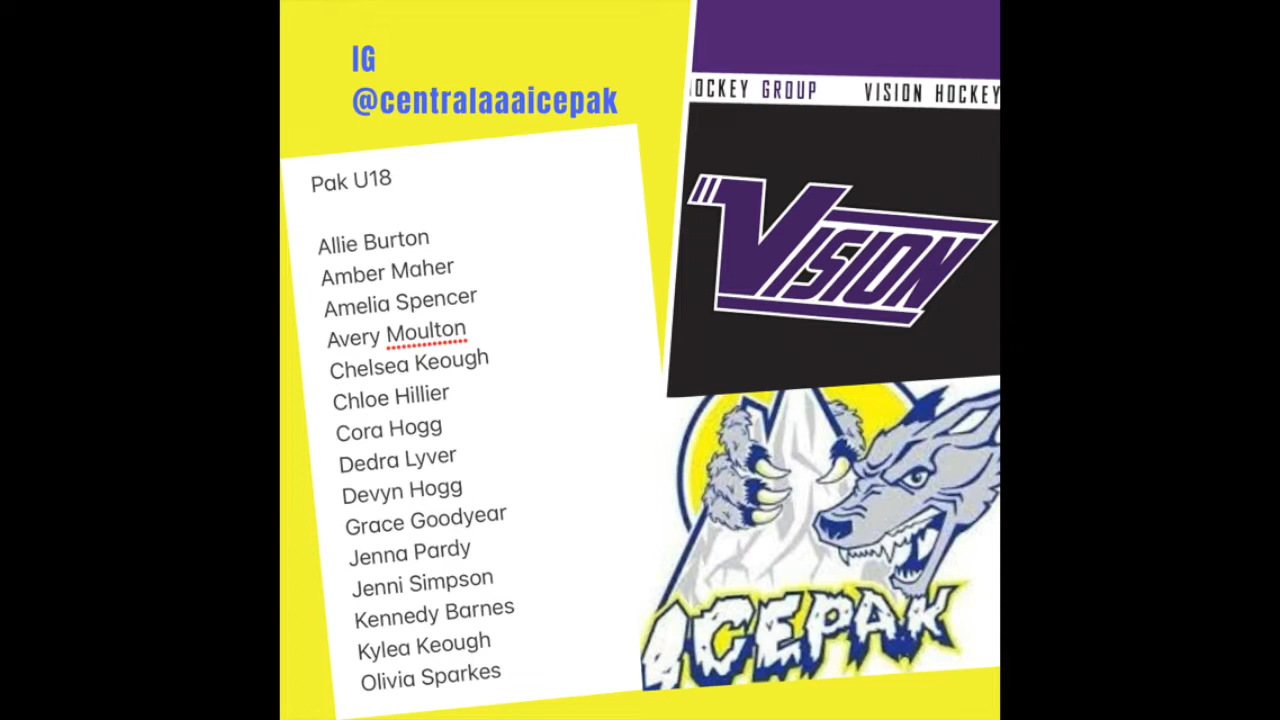 IG
@centralaaaicepak
Pak U18
Allie Burton
Amber Maher
Amelia Spencer
Avery Moulton
Chelsea Keough
Chloe Hillier
Cora Hogg
Dedra Lyver
Devyn Hogg
Grace Goodyear
Jenna Pardy
Jenni Simpson
Kennedy Barnes
Kylea Keough
Olivia Sparkes
OCKEY GROUP VISION HOCKEY
VISION
ICEPAK